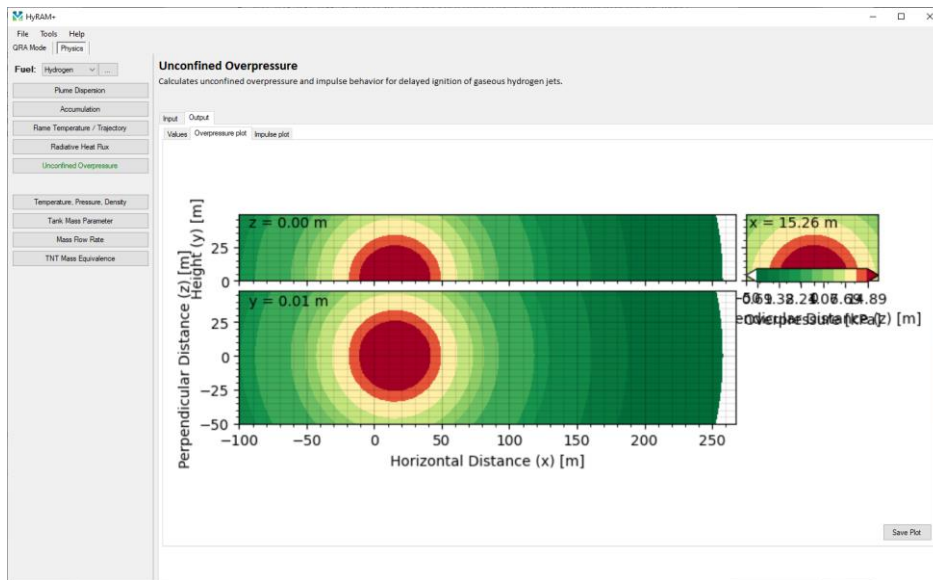 HyRAM+
File Tools Help
QRA Mode Physics
Fuel: Hydrogen ...
Plume Dispersion
Accumulation
Flame Temperature / Trajectory
Radiative Heat Flux
Unconfined Overpressure
Temperature, Pressure, Density
Tank Mass Parameter
Mass Flow Rate
TNT Mass Equivalence
Unconfined Overpressure
Calculates unconfined overpressure and impulse behavior for delayed ignition of gaseous hydrogen jets.
Input Output
Values Overpressure plot Impulse plot
Height (y) [m]
25
0
z = 0.00 m
x = 15.26 m
Perpendicular Distance (z) [m]
25
0
−25
−50
y = 0.01 m
−100 −50 0 50 100 150 200 250
Horizontal Distance (x) [m]
Overpressure [kPa]
(z) [m]
Save Plot